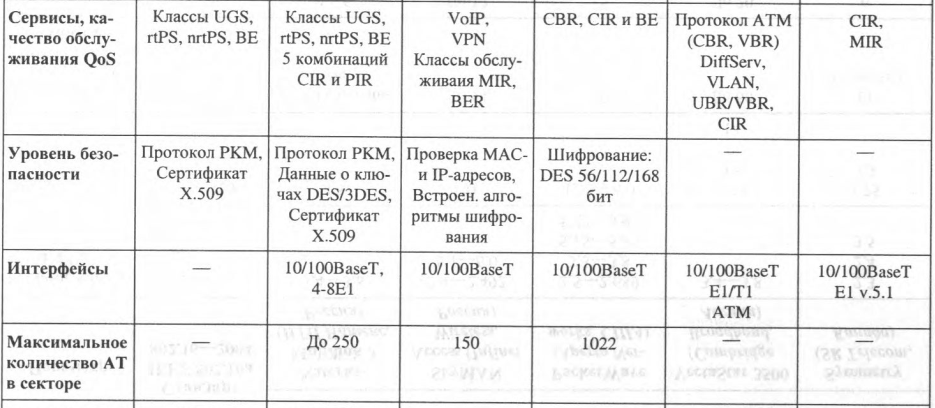 Сервисы, ка-
чество обслу-
живания QoS
Классы UGS,
rtPS, nrtPS, BE
Классы UGS,
rtPS, nrtPS, BE
5 комбинаций
CIR и PIR
VoIP,
VPN
Классы обслу-
живаия MIR,
BER
CBR, CIR и BE
Протокол ATM
(CBR, VBR)
DiffServ,
VLAN,
UBR/VBR,
CIR
CIR,
MIR
Уровень безо-
пасности
Протокол PKM,
Сертификат
X.509
Протокол PKM,
Данные о клю-
чах DES/3DES,
Сертификат
X.509
Проверка MAC-
и IP-адресов,
Встроен. алго-
ритмы шифро-
вания
Шифрование:
DES 56/112/168
бит
—
—
Интерфейсы
—
10/100BaseT,
4-8E1
10/100BaseT
10/100BaseT
10/100BaseT
E1/T1
ATM
10/100BaseT
E1 v.5.1
Максимальное
количество АТ
в секторе
—
До 250
150
1022
—
—